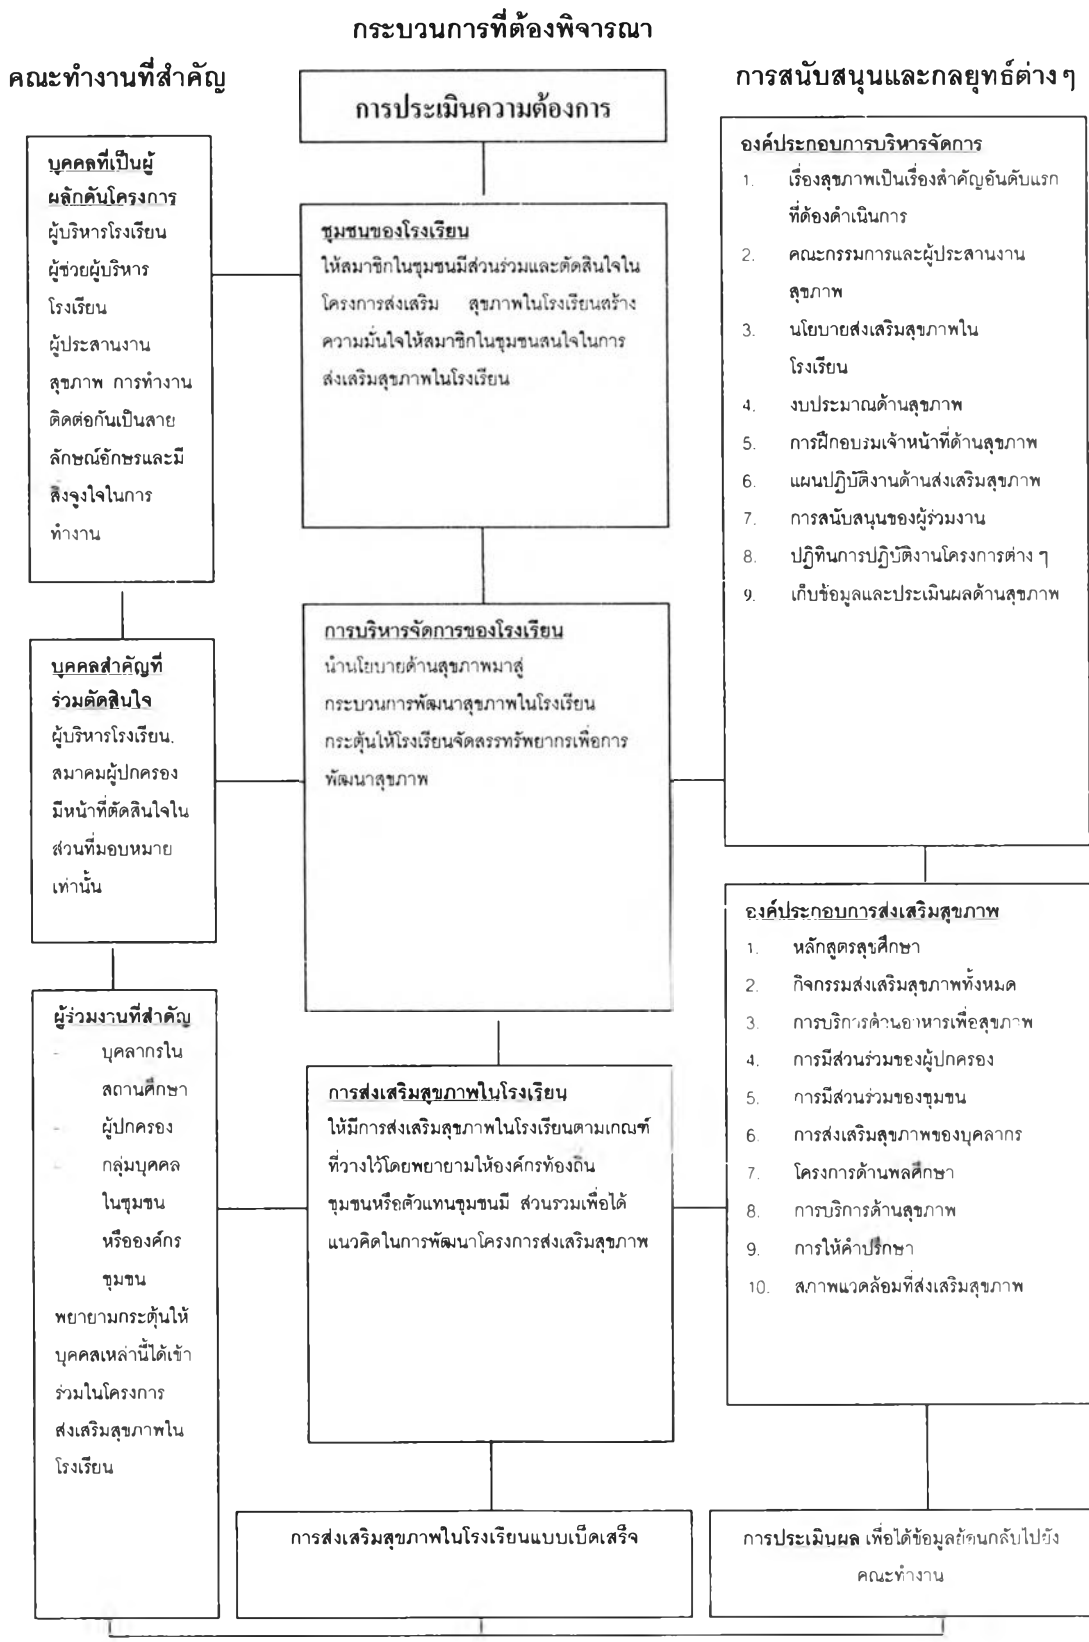 กระบวนการที่ต้องพิจารณา
คณะทำงานที่สำคัญ
การสนับสนุนและกลยุทธ์ต่าง ๆ
การประเมินความต้องการ
บุคคลที่เป็นผู้
ผลักดันโครงการ
ผู้บริหารโรงเรียน
ผู้ช่วยผู้บริหาร
โรงเรียน
ผู้ประสานงาน
สุขภาพ การทำงาน
ติดต่อกันเป็นสาย
ลักษณ์อักษรและมี
สิ่งจูงใจในการ
ทำงาน
บุคคลสำคัญที่
ร่วมตัดสินใจ
ผู้บริหารโรงเรียน.
สมาคมผู้ปกครอง
มีหน้าที่ตัดสินใจใน
ส่วนที่มอบหมาย
เท่านั้น
ผู้ร่วมงานที่สำคัญ
- บุคลากรใน
สถานศึกษา
- ผู้ปกครอง
- กลุ่มบุคคล
ในชุมชน
หรือองค์กร
ชุมชน
พยายามกระตุ้นให้
บุคคลเหล่านี้ได้เข้า
ร่วมในโครงการ
ส่งเสริมสุขภาพใน
โรงเรียน
ชุมชนของโรงเรียน
ให้สมาชิกในชุมชนมีส่วนร่วมและตัดสินใจใน
โครงการส่งเสริม สุขภาพในโรงเรียนสร้าง
ความมั่นใจให้สมาชิกในชุมชนสนใจในการ
ส่งเสริมสุขภาพในโรงเรียน
การบริหารจัดการของโรงเรียน
นำนโยบายด้านสุขภาพมาสู่
กระบวนการพัฒนาสุขภาพในโรงเรียน
กระตุ้นให้โรงเรียนจัดสรรทรัพยากรเพื่อการ
พัฒนาสุขภาพ
การส่งเสริมสุขภาพในโรงเรียน
ให้มีการส่งเสริมสุขภาพในโรงเรียนตามเกณฑ์
ที่วางไว้โดยพยายามให้องค์กรท้องถิ่น
ชุมชนหรือตัวแทนชุมชนมี ส่วนรวมเพื่อได้
แนวคิดในการพัฒนาโครงการส่งเสริมสุขภาพ
การส่งเสริมสุขภาพในโรงเรียนแบบเบ็ดเสร็จ
องค์ประกอบการบริหารจัดการ
1. เรื่องสุขภาพเป็นเรื่องสำคัญอันดับแรก
ที่ต้องดำเนินการ
2. คณะกรรมการและผู้ประสานงาน
สุขภาพ
3. นโยบายส่งเสริมสุขภาพใน
โรงเรียน
4. งบประมาณด้านสุขภาพ
5. การฝึกอบรมเจ้าหน้าที่ด้านสุขภาพ
6. แผนปฏิบัติงานด้านส่งเสริมสุขภาพ
7. การสนับสนุนของผู้ร่วมงาน
8. ปฏิทินการปฏิบัติงานโครงการต่าง ๆ
9. เก็บข้อมูลและประเมินผลด้านสุขภาพ
องค์ประกอบการส่งเสริมสุขภาพ
1. หลักสูตรสุขศึกษา
2. กิจกรรมส่งเสริมสุขภาพทั้งหมด
3. การบริการด้านอาหารเพื่อสุขภาพ
4. การมีส่วนร่วมของผู้ปกครอง
5. การมีส่วนร่วมของชุมชน
6. การส่งเสริมสุขภาพของบุคลากร
7. โครงการด้านพลศึกษา
8. การบริการด้านสุขภาพ
9. การให้คำปรึกษา
10. สภาพแวดล้อมที่ส่งเสริมสุขภาพ
การประเมินผล เพื่อได้ข้อมูลย้อนกลับไปยัง
คณะทำงาน